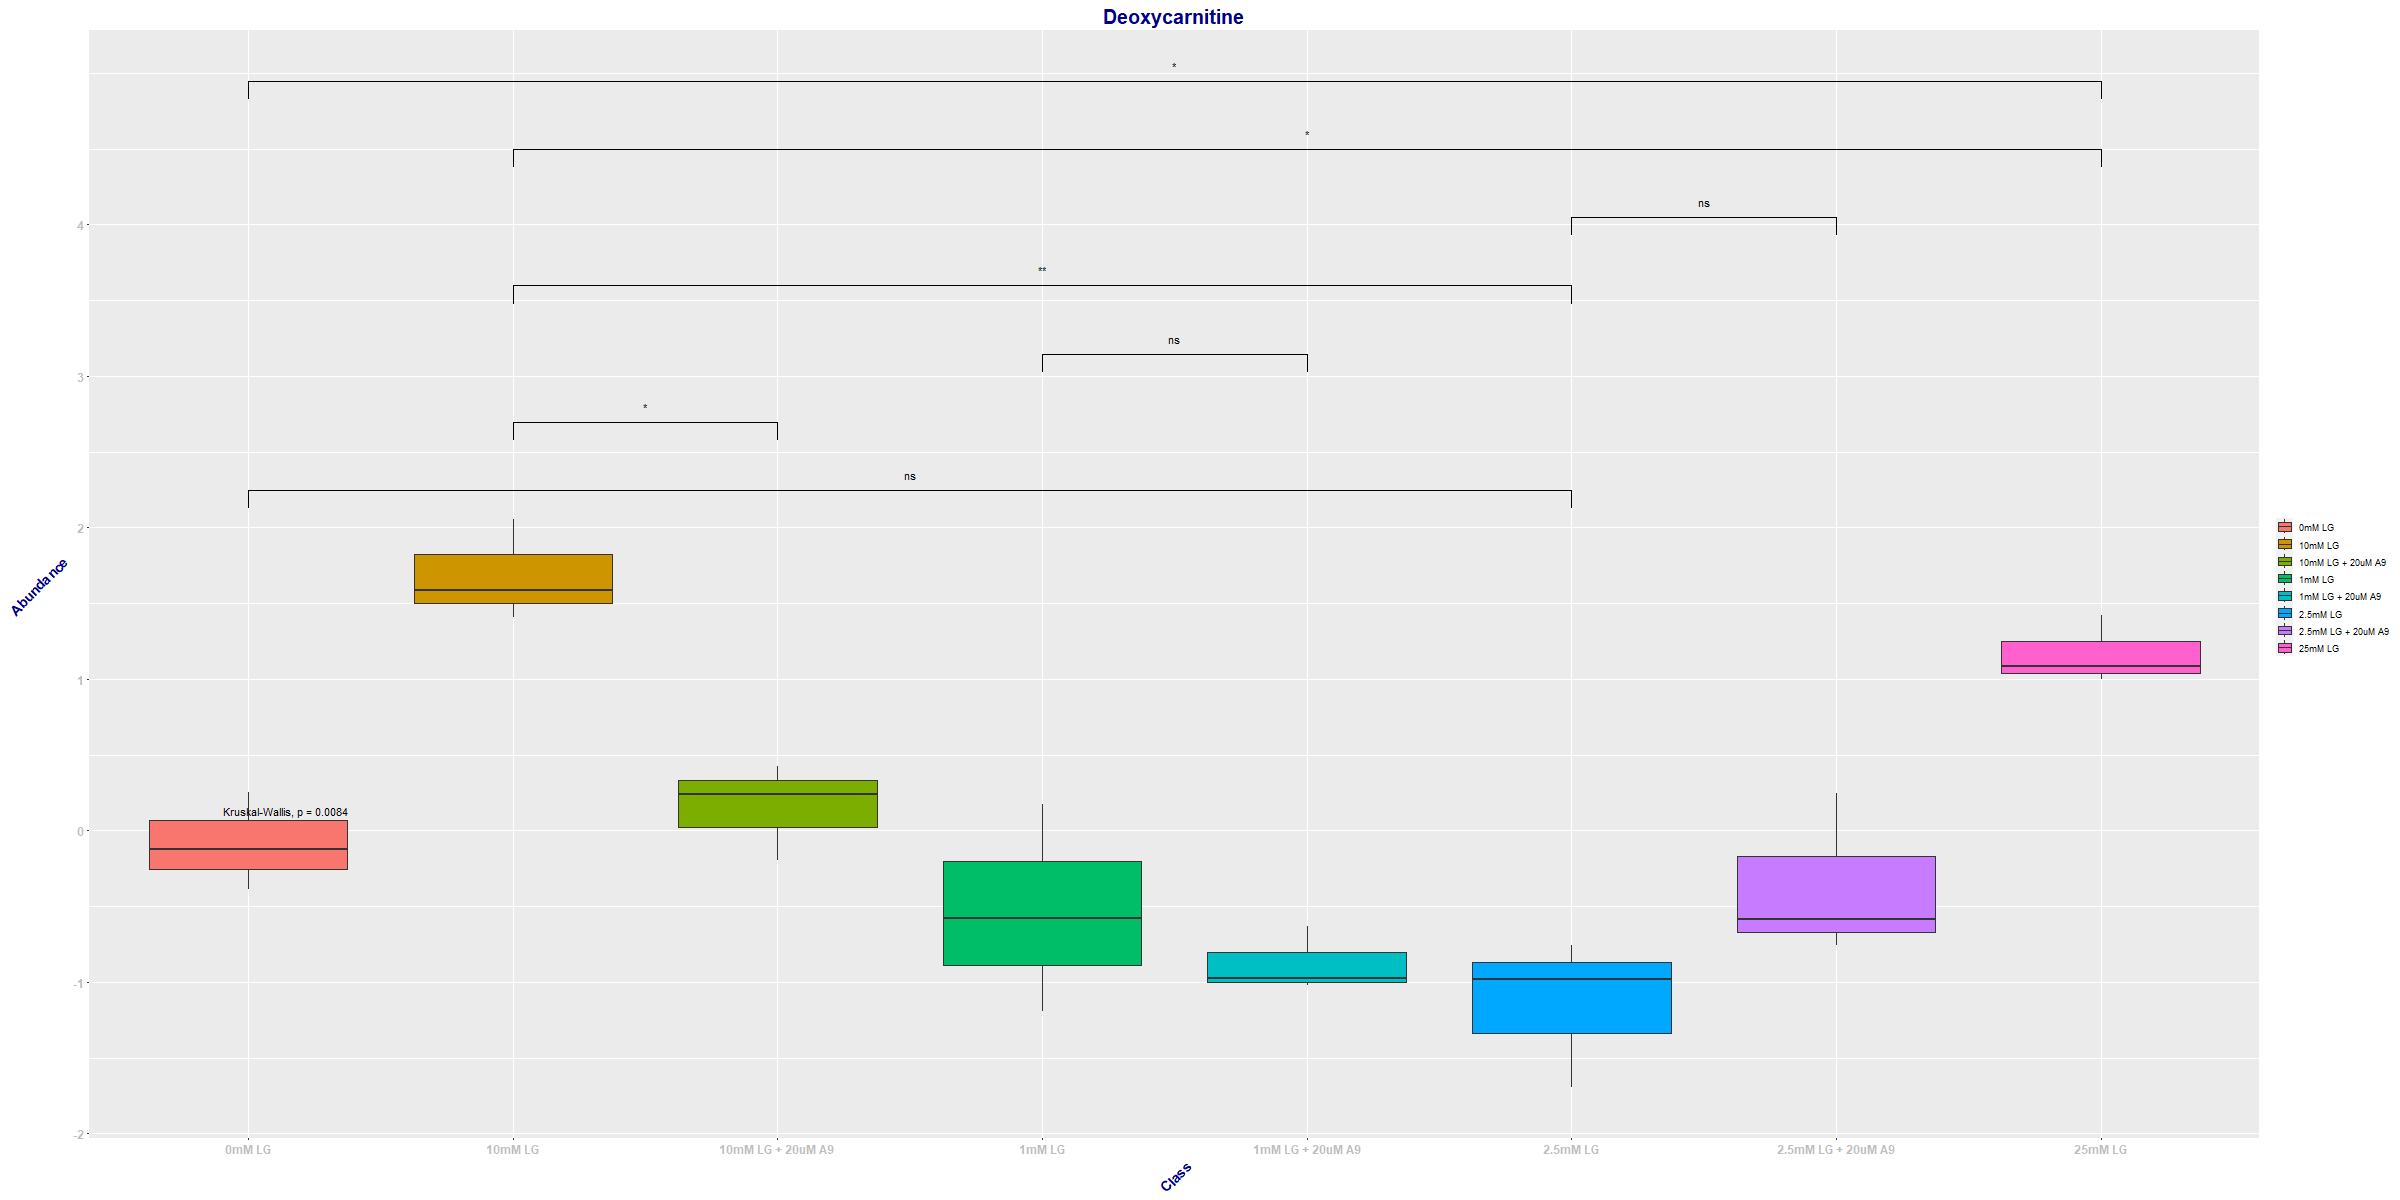 Deoxycarnitine
*
*
ns
**
ns
*
ns
Kruskal-Wallis, p = 0.0084
Abundance
4
3
2
1
0
-1
-2
0mM LG
10mM LG
10mM LG + 20uM A9
1mM LG
1mM LG + 20uM A9
2.5mM LG
2.5mM LG + 20uM A9
25mM LG
Class
0mM LG
10mM LG
10mM LG + 20uM A9
1mM LG
1mM LG + 20uM A9
2.5mM LG
2.5mM LG + 20uM A9
25mM LG